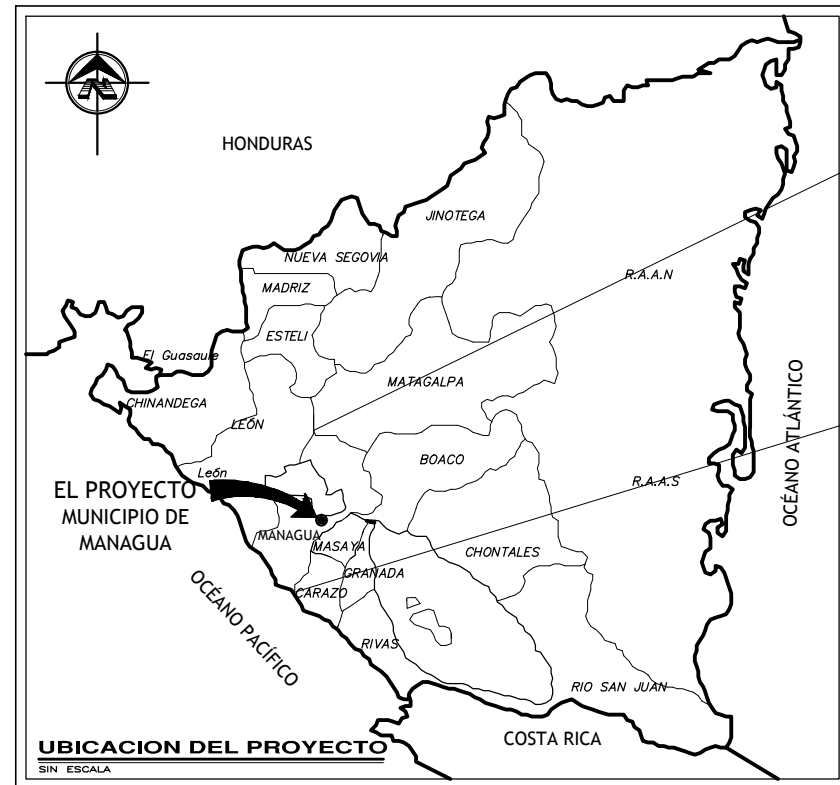 N
HONDURAS
JINOTEGA
NUEVA SEGOVIA
R.A.A.N
MADRIZ
ESTELI
El Guasaule
MATAGALPA
CHINANDEGA
LEÓN
BOACO
León
R.A.A.S
OCÉANO ATLÁNTICO
EL PROYECTO
MUNICIPIO DE
MANAGUA
MANAGUA
MASAYA
CHONTALES
GRANADA
CARAZO
OCÉANO PACÍFICO
RIVAS
RIO SAN JUAN
COSTA RICA
UBICACION DEL PROYECTO
SIN ESCALA